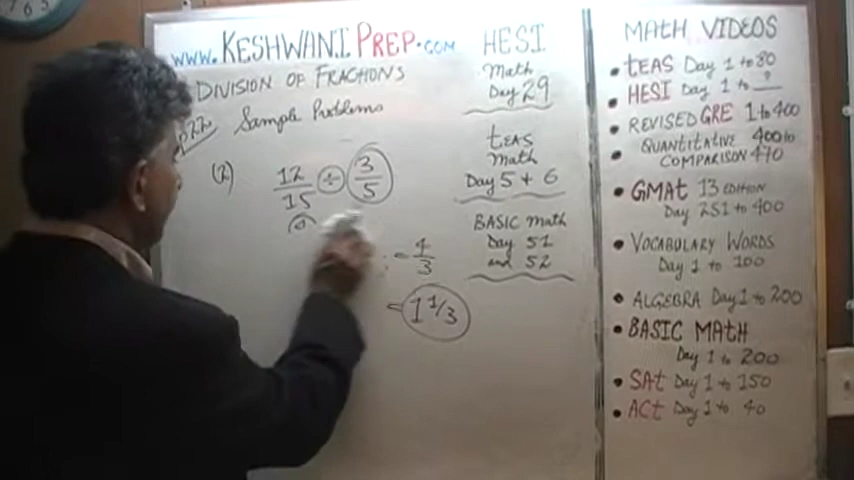 www.KESHWANIPREP.COM
DIVISION OF FRACTIONS
Sample Problems
(2)
12/15 ÷ 3/5
= 4/3
= 1 1/3
HESI
Math
Day 29
tEAS
Math
Day 5 + 6
BASIC Math
Day 51
and 52
MATH VIDEOS
• tEAS Day 1 to 80
• HESI Day 1 to ?
• REVISED GRE 1 to 400
• QUANTITATIVE 400 to
COMPARISON 470
• GMAt 13 EDITION
Day 251 to 400
• VOCABULARY WORDS
Day 1 to 100
• ALGEBRA Day 1 to 200
• BASIC MATH
Day 1 to 200
• SAt Day 1 to 150
• ACt Day 1 to 40